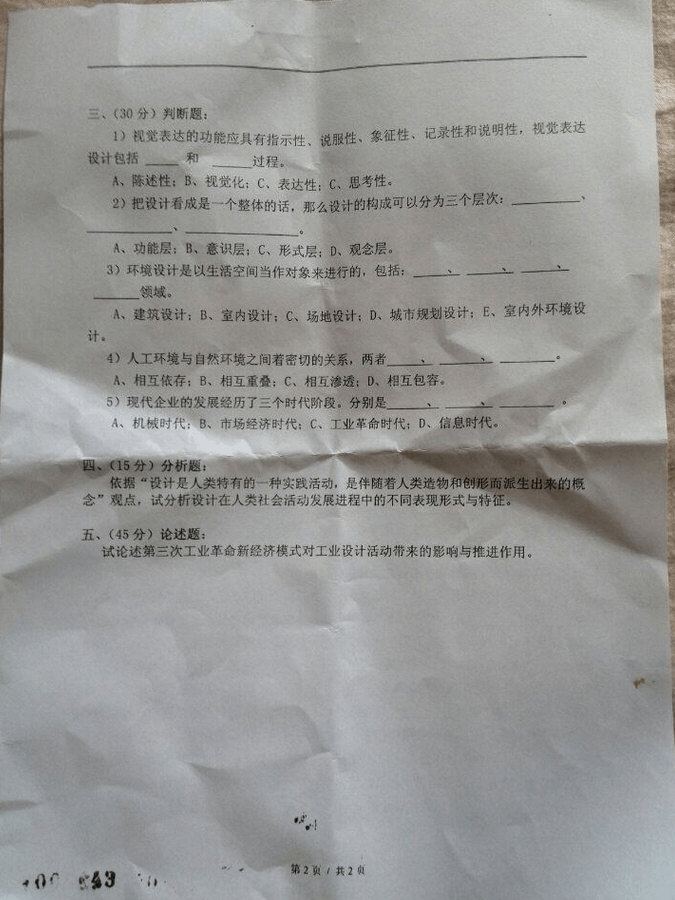 三、（30分）判断题：
1）视觉表达的功能应具有指示性、说服性、象征性、记录性和说明性，视觉表达
设计包括 ____ 和 _____过程。
A、陈述性；B、视觉化；C、表达性；C、思考性。
2）把设计看成是一个整体的话，那么设计的构成可以分为三个层次：________、
__________、______________。
A、功能层；B、意识层；C、形式层；D、观念层。
3）环境设计是以生活空间当作对象来进行的，包括：_____、_____、_____、
______领域。
A、建筑设计；B、室内设计；C、场地设计；D、城市规划设计；E、室内外环境设
计。
4）人工环境与自然环境之间着密切的关系，两者_____、_______、_______。
A、相互依存；B、相互重叠；C、相互渗透；D、相互包容。
5）现代企业的发展经历了三个时代阶段。分别是_____、______、_______。
A、机械时代；B、市场经济时代；C、工业革命时代；D、信息时代。
四、（15分）分析题：
依据“设计是人类特有的一种实践活动，是伴随着人类造物和创形而派生出来的概
念”观点，试分析设计在人类社会活动发展进程中的不同表现形式与特征。
五、（45分）论述题：
试论述第三次工业革命新经济模式对工业设计活动带来的影响与推进作用。
第2页 / 共2页